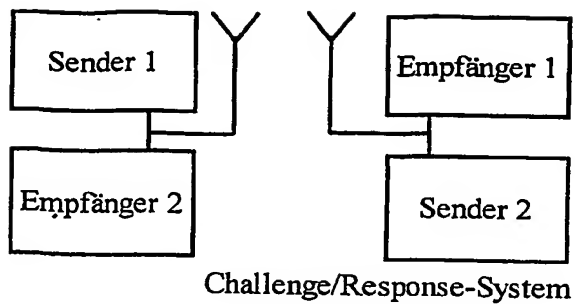 Sender 1
Empfänger 1
Empfänger 2
Sender 2
Challenge/Response-System